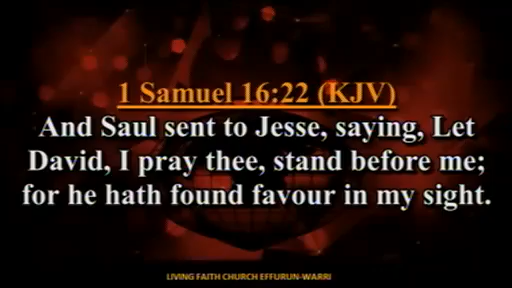 1 Samuel 16:22 (KJV)
And Saul sent to Jesse, saying, Let
David, I pray thee, stand before me;
for he hath found favour in my sight.
LIVING FAITH CHURCH EFFURUN-WARRI